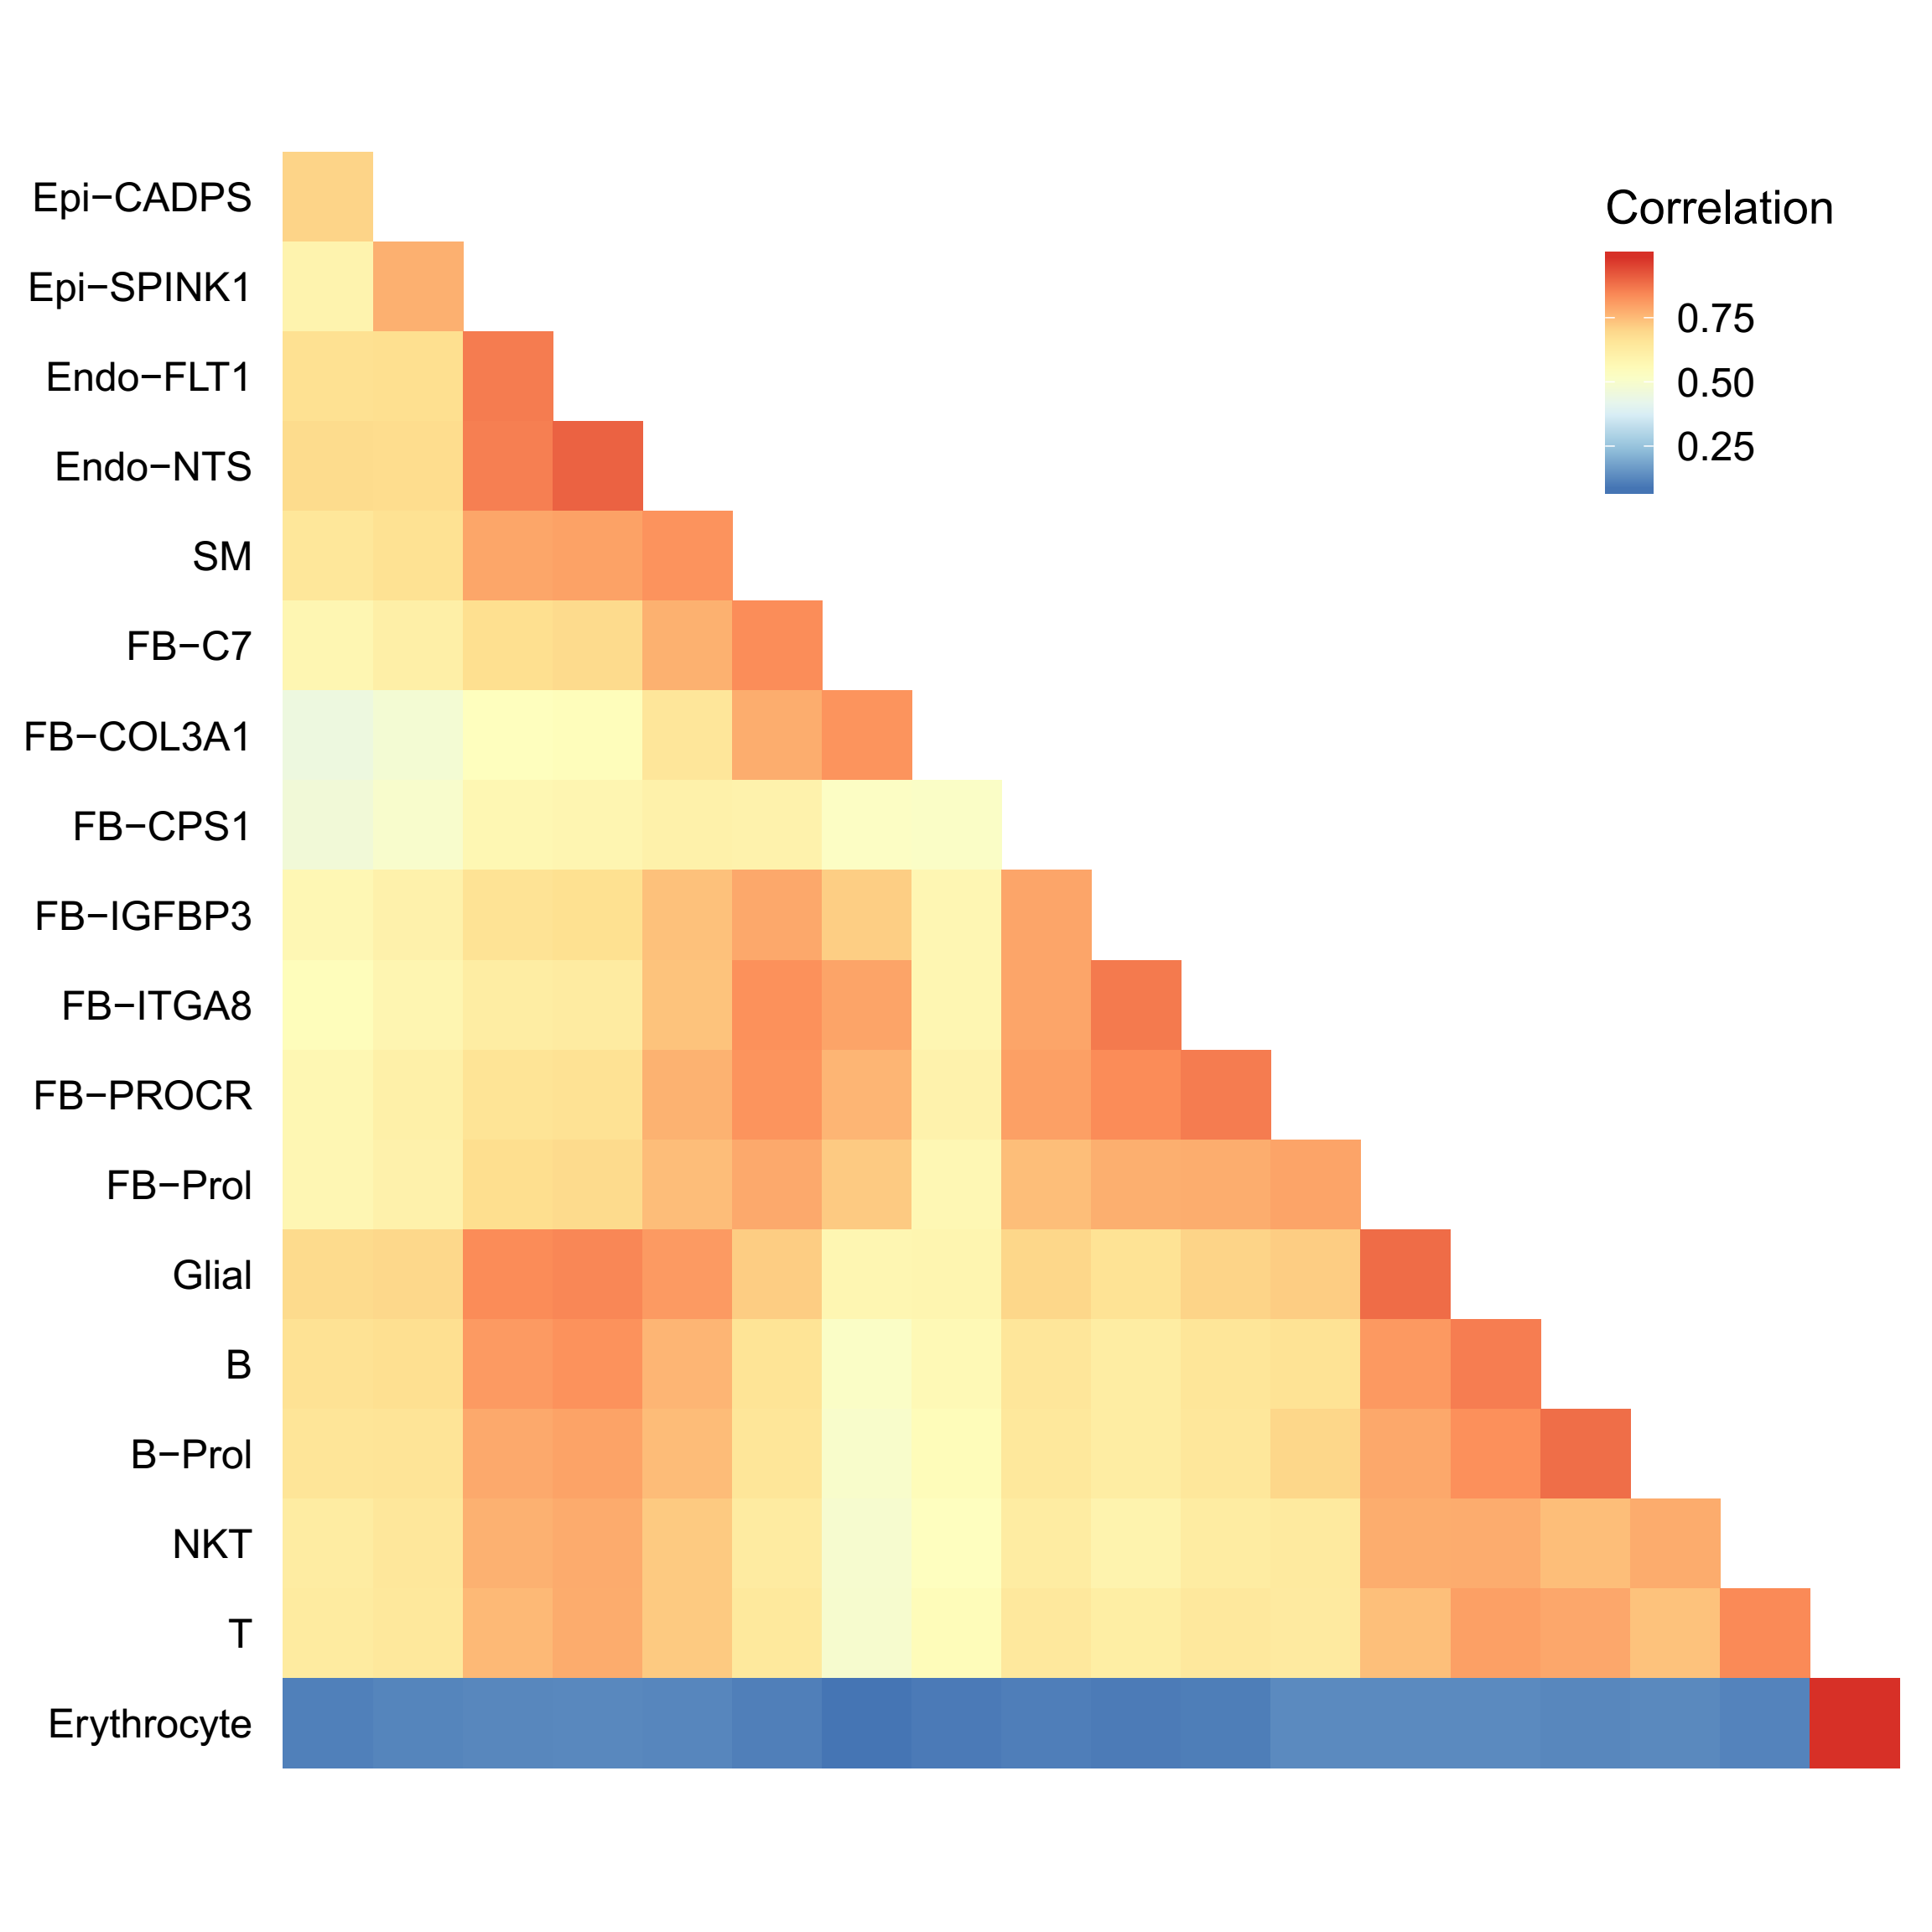 Epi−CADPS
Epi−SPINK1
Endo−FLT1
Endo−NTS
SM
FB−C7
FB−COL3A1
FB−CPS1
FB−IGFBP3
FB−ITGA8
FB−PROCR
FB−Prol
Glial
B
B−Prol
NKT
T
Erythrocyte
Correlation
0.75
0.50
0.25